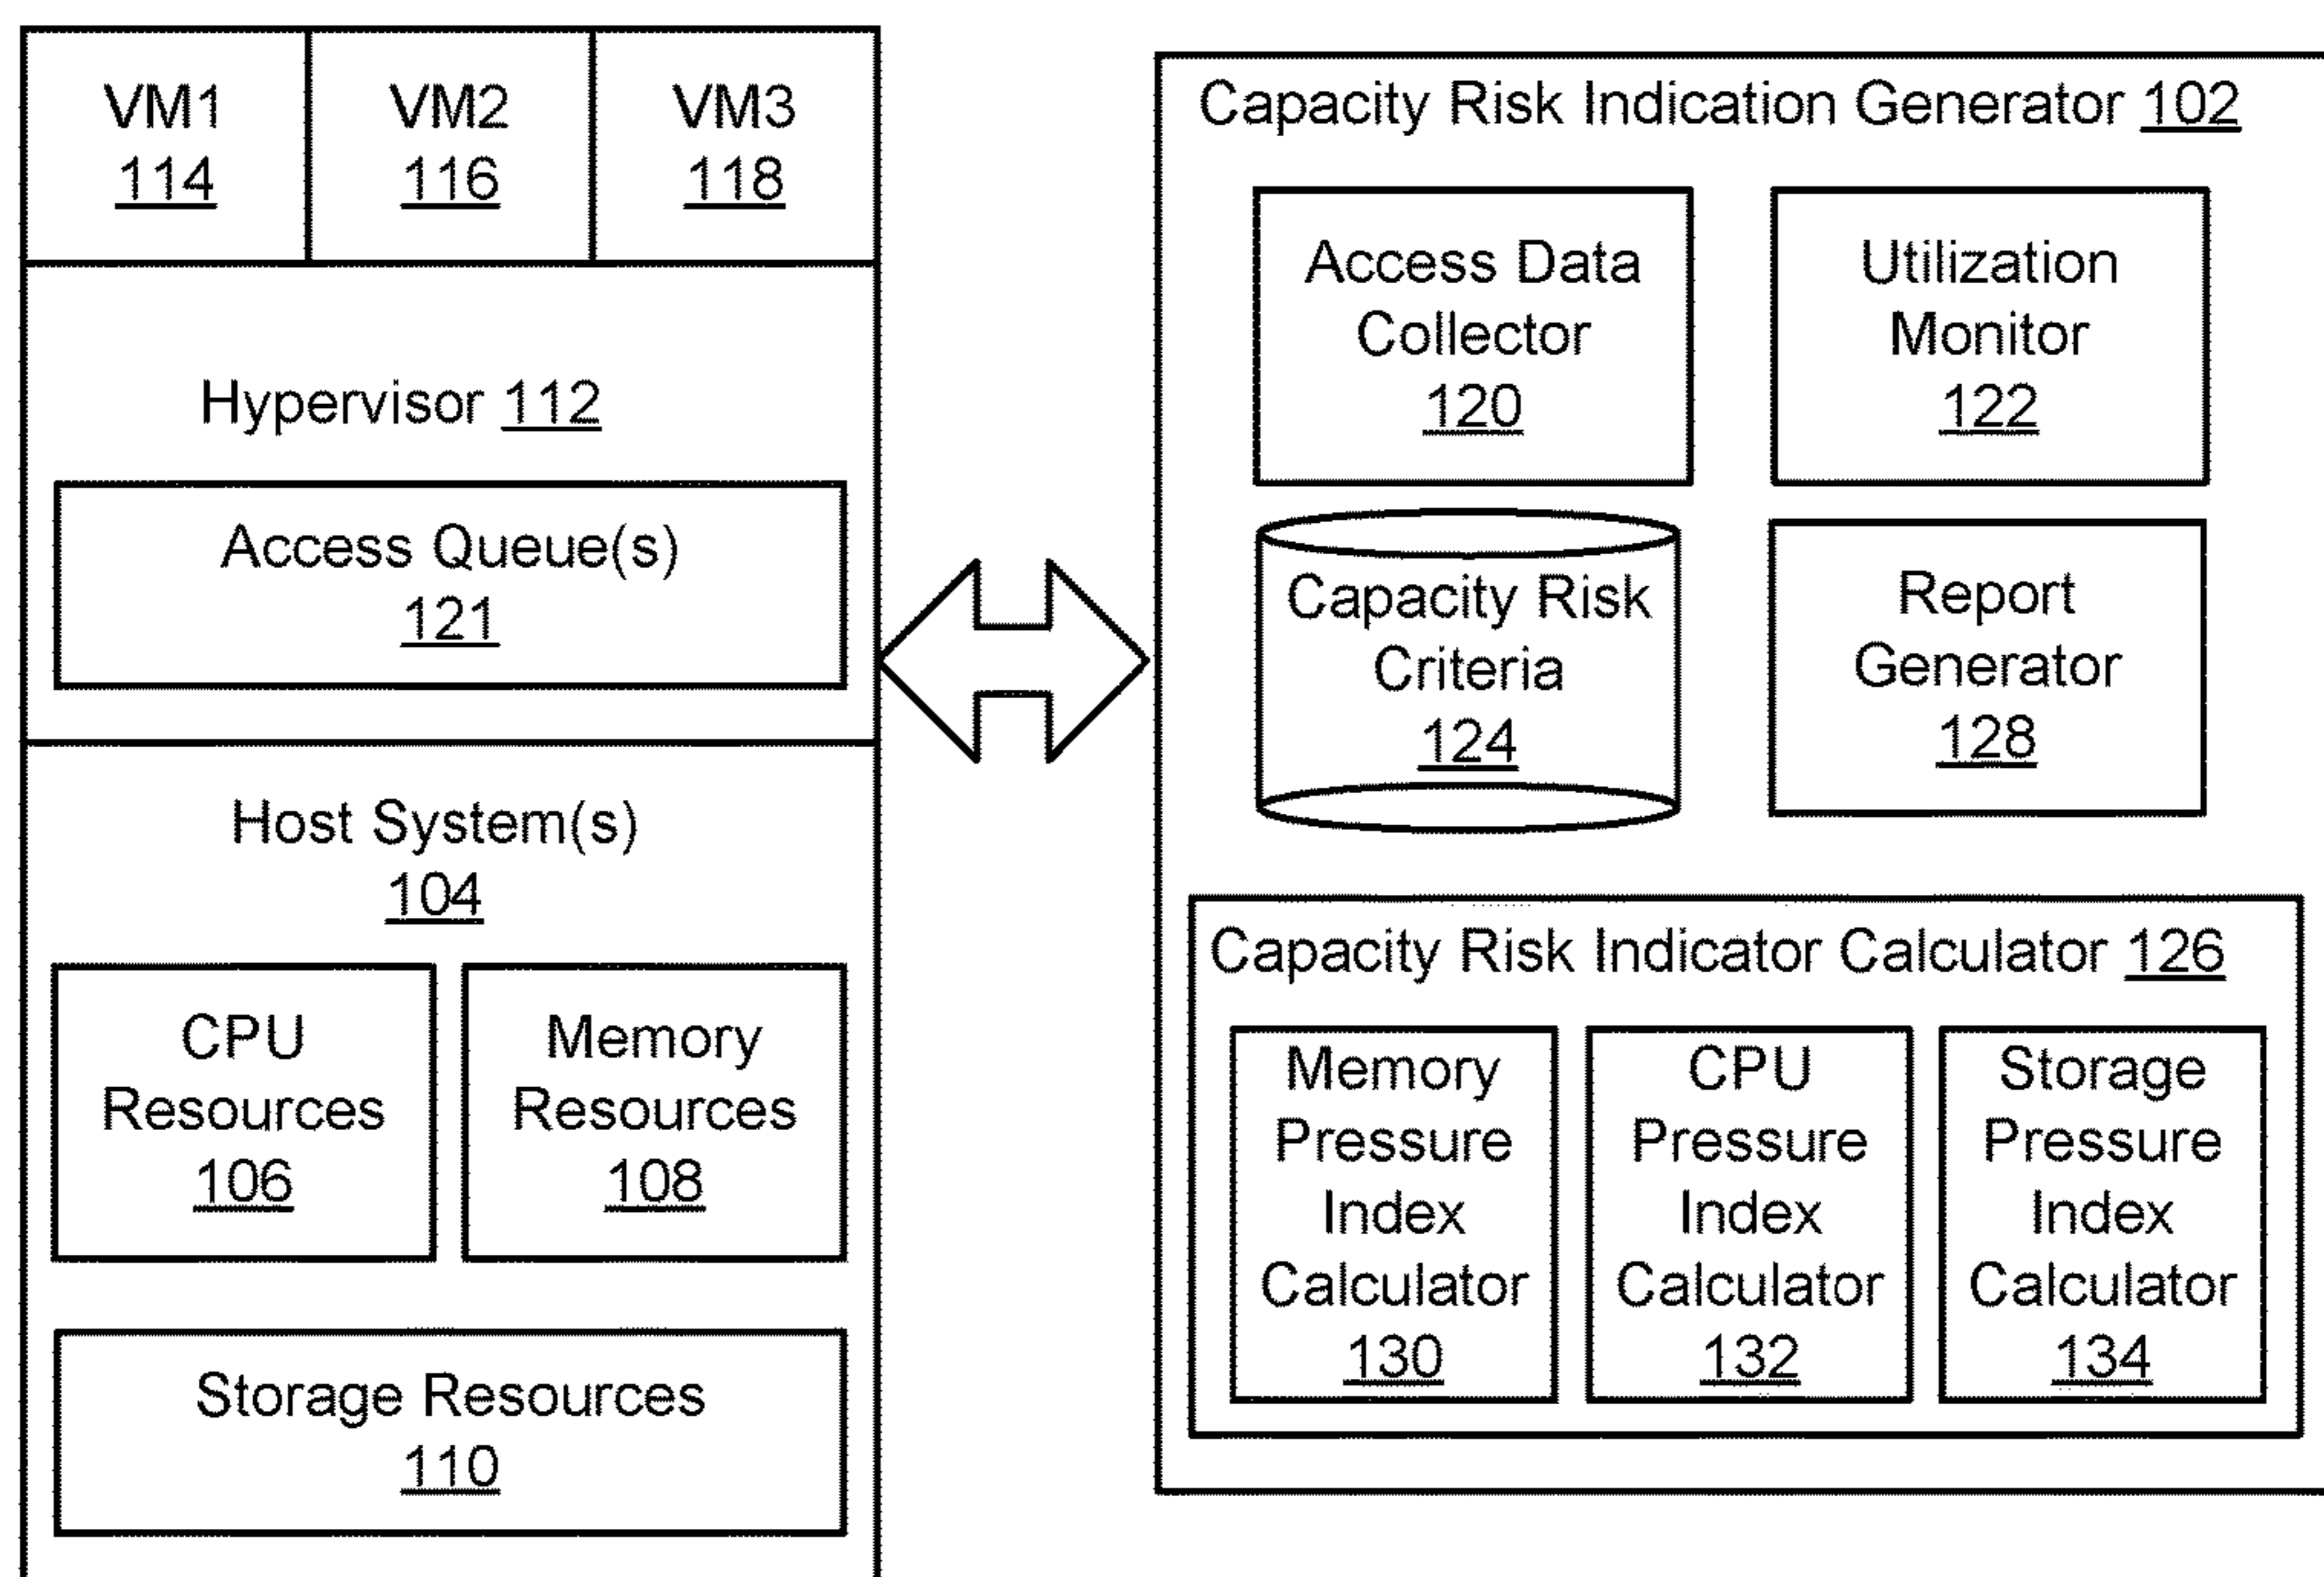 VM1
114
VM2
116
VM3
118
Hypervisor 112
Access Queue(s)
121
Host System(s)
104
CPU
Resources
106
Memory
Resources
108
Storage Resources
110
Capacity Risk Indication Generator 102
Access Data
Collector
120
Utilization
Monitor
122
Capacity Risk
Criteria
124
Report
Generator
128
Capacity Risk Indicator Calculator 126
Memory
Pressure
Index
Calculator
130
CPU
Pressure
Index
Calculator
132
Storage
Pressure
Index
Calculator
134